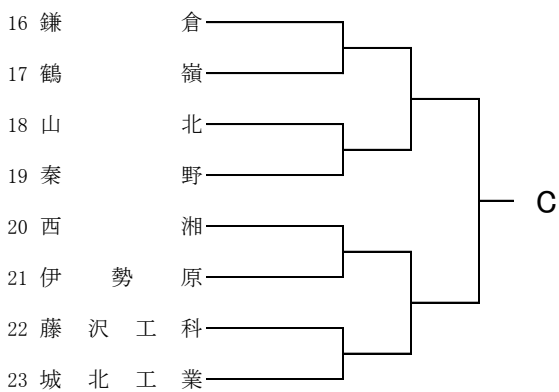 16 鎌倉
17 鶴嶺
18 山北
19 秦野
C
20 西湘
21 伊勢原
22 藤沢工科
23 城北工業